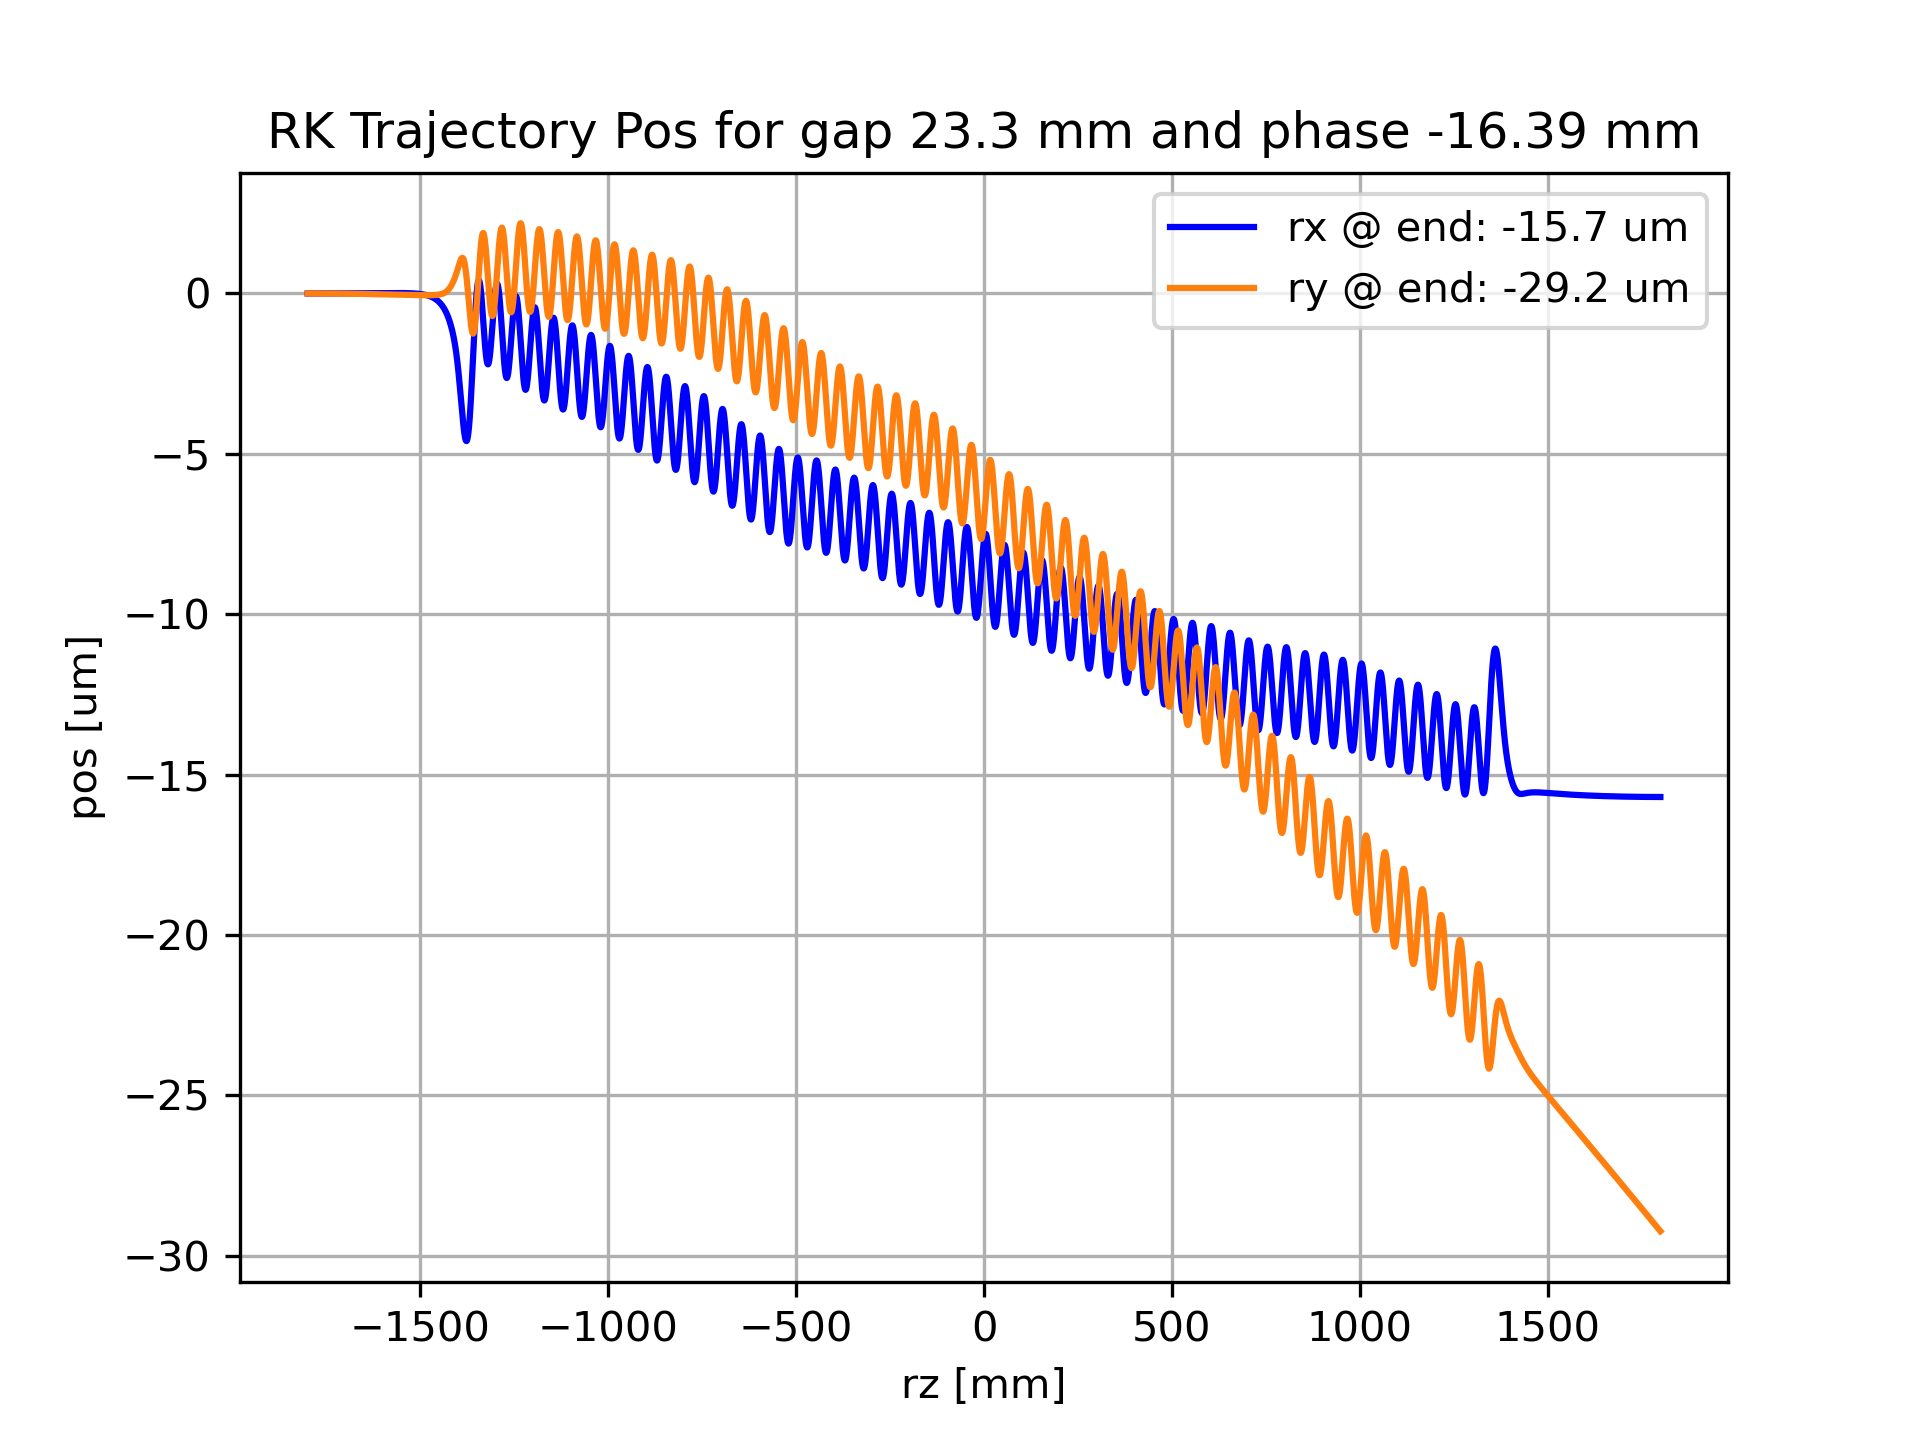 RK Trajectory Pos for gap 23.3 mm and phase -16.39 mm
rx @ end: -15.7 um
ry @ end: -29.2 um
pos [um]
0
−5
−10
−15
−20
−25
−30
−1500 −1000 −500 0 500 1000 1500
rz [mm]